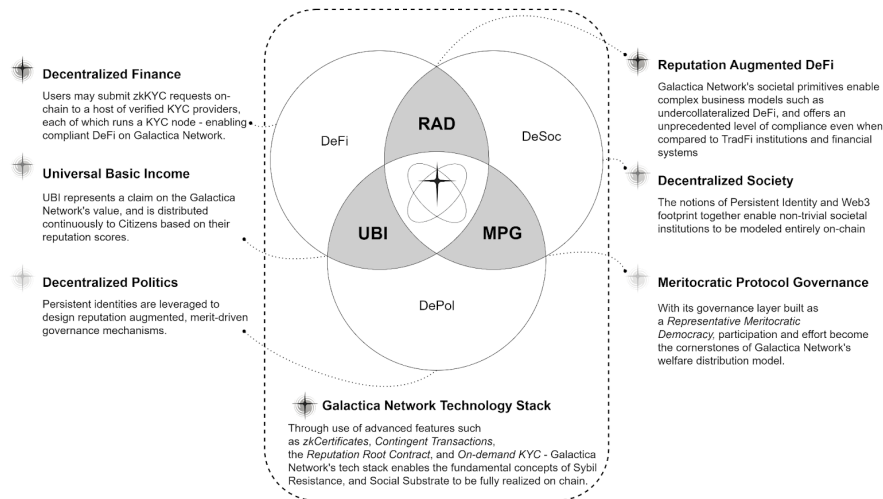 Decentralized Finance
Users may submit zkKYC requests on-
chain to a host of verified KYC providers,
each of which runs a KYC node - enabling
compliant DeFi on Galactica Network.
Universal Basic Income
UBI represents a claim on the Galactica
Network's value, and is distributed
continuously to Citizens based on their
reputation scores.
Decentralized Politics
Persistent identities are leveraged to
design reputation augmented, merit-driven
governance mechanisms.
DeFi
RAD
DeSoc
UBI
MPG
DePol
Reputation Augmented DeFi
Galactica Network's societal primitives enable
complex business models such as
undercollateralized DeFi, and offers an
unprecedented level of compliance even when
compared to TradFi institutions and financial
systems
Decentralized Society
The notions of Persistent Identity and Web3
footprint together enable non-trivial societal
institutions to be modeled entirely on-chain
Meritocratic Protocol Governance
With its governance layer built as
a Representative Meritocratic
Democracy, participation and effort become
the cornerstones of Galactica Network's
welfare distribution model.
Galactica Network Technology Stack
Through use of advanced features such
as zkCertificates, Contingent Transactions,
the Reputation Root Contract, and On-demand KYC - Galactica
Network's tech stack enables the fundamental concepts of Sybil
Resistance, and Social Substrate to be fully realized on chain.